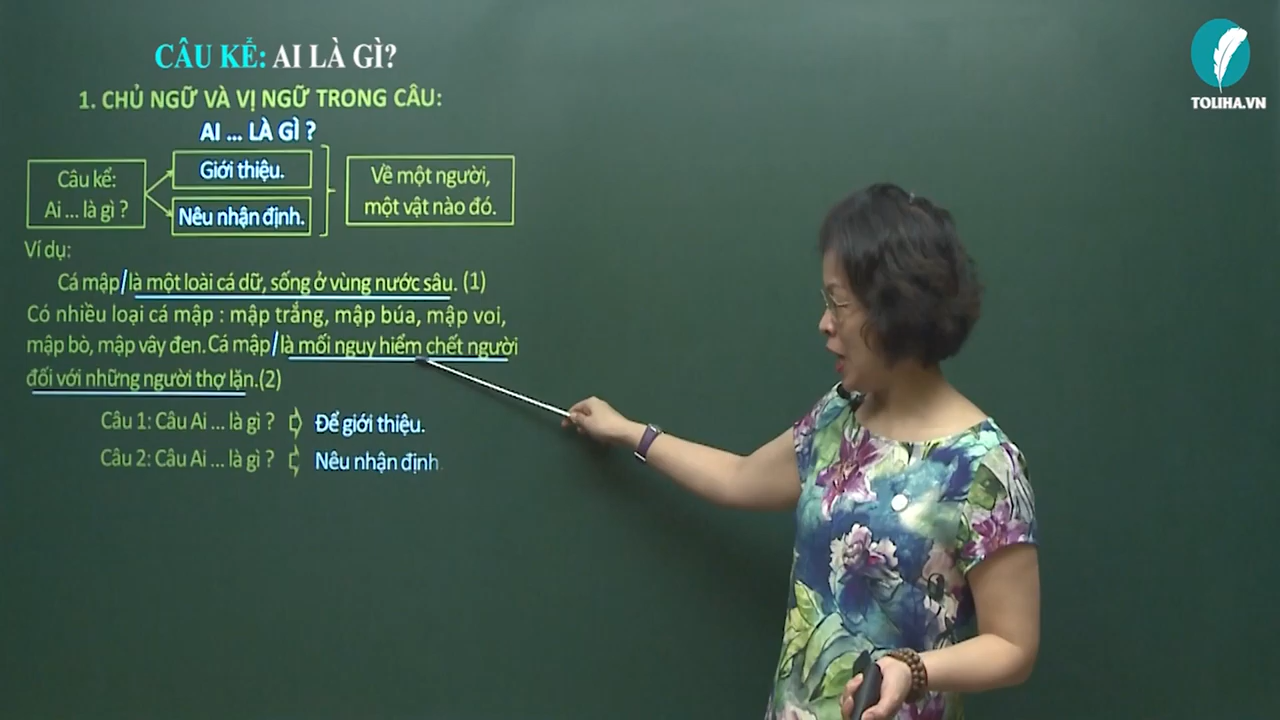 CÂU KỂ: AI LÀ GÌ?
1. CHỦ NGỮ VÀ VỊ NGỮ TRONG CÂU:
AI ... LÀ GÌ ?
Câu kể:
Ai ... là gì ?
Giới thiệu.
Nêu nhận định.
Về một người,
một vật nào đó.
Ví dụ:
Cá mập/là một loài cá dữ, sống ở vùng nước sâu. (1)
Có nhiều loại cá mập : mập trắng, mập búa, mập voi,
mập bò, mập vây đen. Cá mập/là mối nguy hiểm chết người
đối với những người thợ lặn.(2)
Câu 1: Câu Ai ... là gì ? Để giới thiệu.
Câu 2: Câu Ai ... là gì ? Nêu nhận định.
TOLIHA.VN